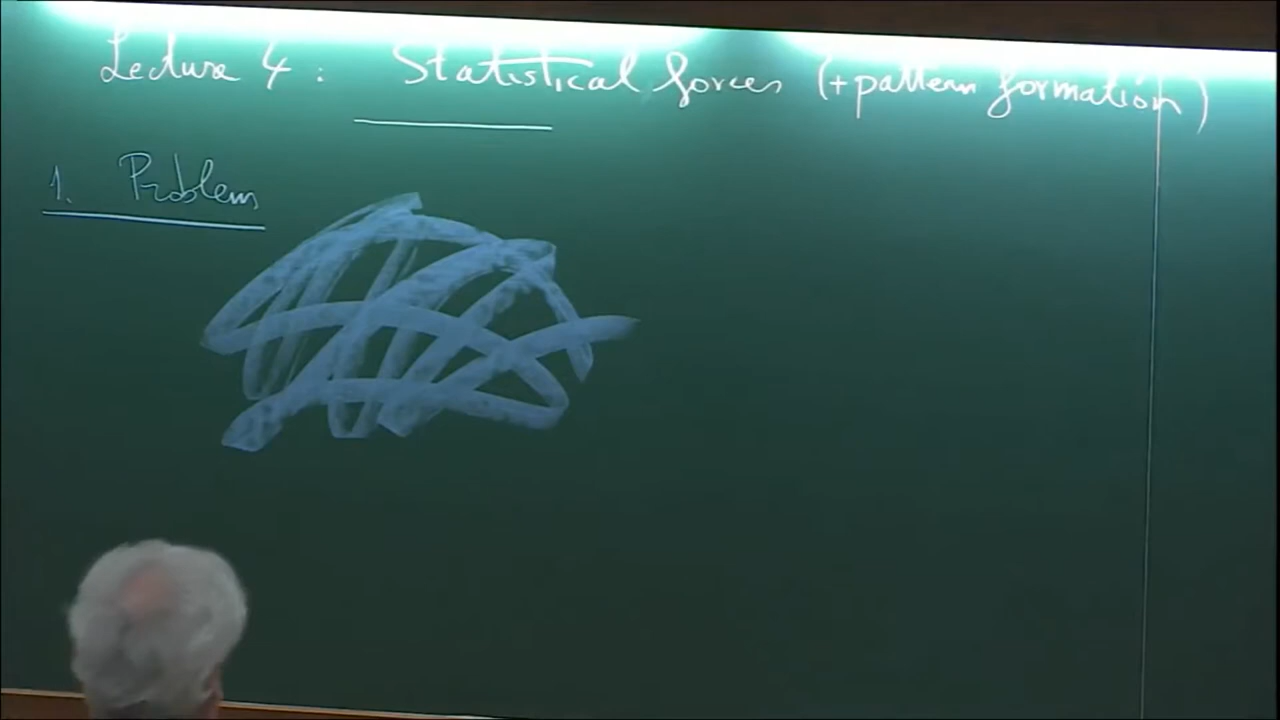 Lecture 4 : Statistical forces (+ pattern formation)
1. Problem